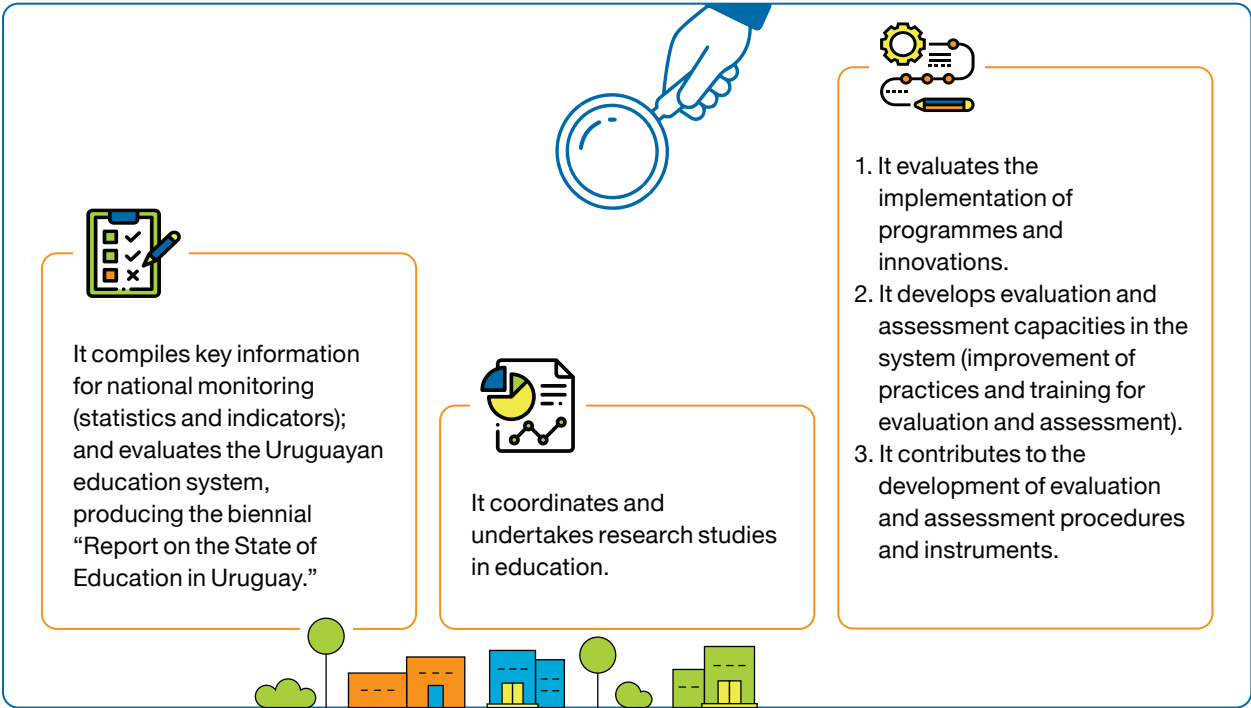 It compiles key information
for national monitoring
(statistics and indicators);
and evaluates the Uruguayan
education system,
producing the biennial
“Report on the State of
Education in Uruguay.”
It coordinates and
undertakes research studies
in education.
1. It evaluates the
implementation of
programmes and
innovations.
2. It develops evaluation and
assessment capacities in the
system (improvement of
practices and training for
evaluation and assessment).
3. It contributes to the
development of evaluation
and assessment procedures
and instruments.